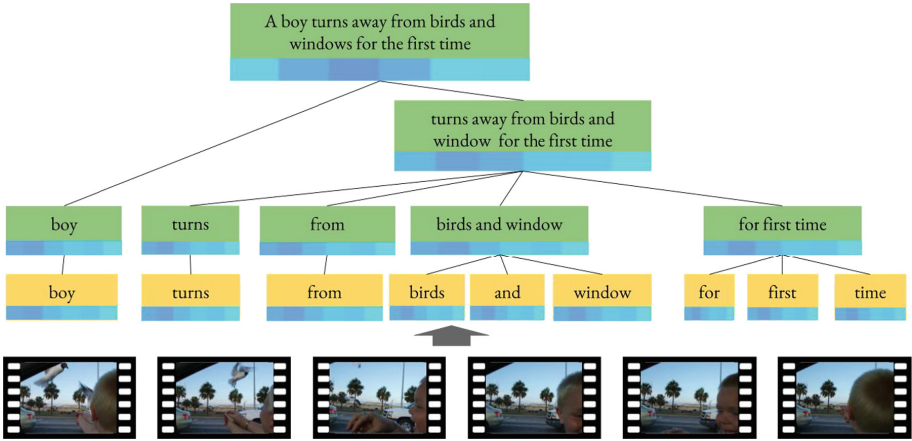 A boy turns away from birds and
windows for the first time
turns away from birds and
window for the first time
boy
turns
from
birds and window
for first time
boy
turns
from
birds
and
window
for
first
time